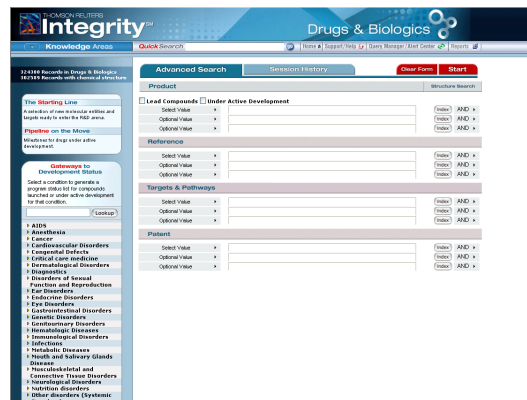 THOMSON REUTERS
Integrity℠
Drugs & Biologics
Knowledge Areas
QuickSearch
Home
Support/Help
Query Manager/Alert Center
Reports
324300 Records in Drugs & Biologics
302589 Records with chemical structure
Advanced Search
Session History
Clear Form
Start
Product
Structure Search
Lead Compounds
Under Active Development
Select Value
Index AND
Optional Value
Index AND
Optional Value
Index AND
Reference
Select Value
Index AND
Optional Value
Index AND
Optional Value
Index AND
Targets & Pathways
Select Value
Index AND
Optional Value
Index AND
Optional Value
Index AND
Patent
Select Value
Index AND
Optional Value
Index AND
Optional Value
Index AND
The Starting Line
A selection of new molecular entities and
targets ready to enter the R&D arena.
Pipeline on the Move
Milestones for drugs under active
development.
Gateways to
Development Status
Select a condition to generate a
program status list for compounds
launched or under active development
for that condition.
Lookup
AIDS
Anesthesia
Cancer
Cardiovascular Disorders
Congenital Defects
Critical care medicine
Dermatological Disorders
Diagnostics
Disorders of Sexual
Function and Reproduction
Ear Disorders
Endocrine Disorders
Eye Disorders
Gastrointestinal Disorders
Genetic Disorders
Genitourinary Disorders
Hematologic Diseases
Immunological Disorders
Infections
Metabolic Diseases
Mouth and Salivary Glands
Disease
Musculoskeletal and
Connective Tissue Disorders
Neurological Disorders
Nutrition disorders
Other disorders (Systemic